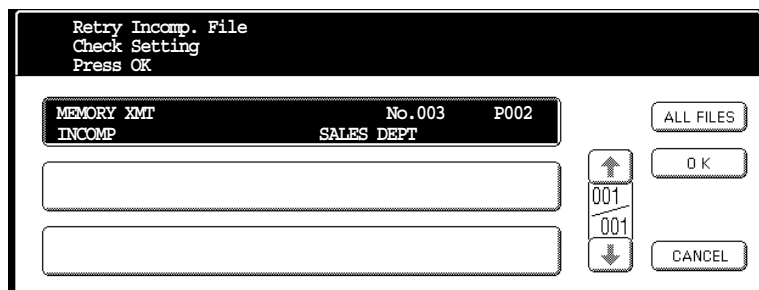 Retry Incomp. File
Check Setting
Press OK
MEMORY XMT No.003 P002
INCOMP SALES DEPT
ALL FILES
OK
001
001
CANCEL